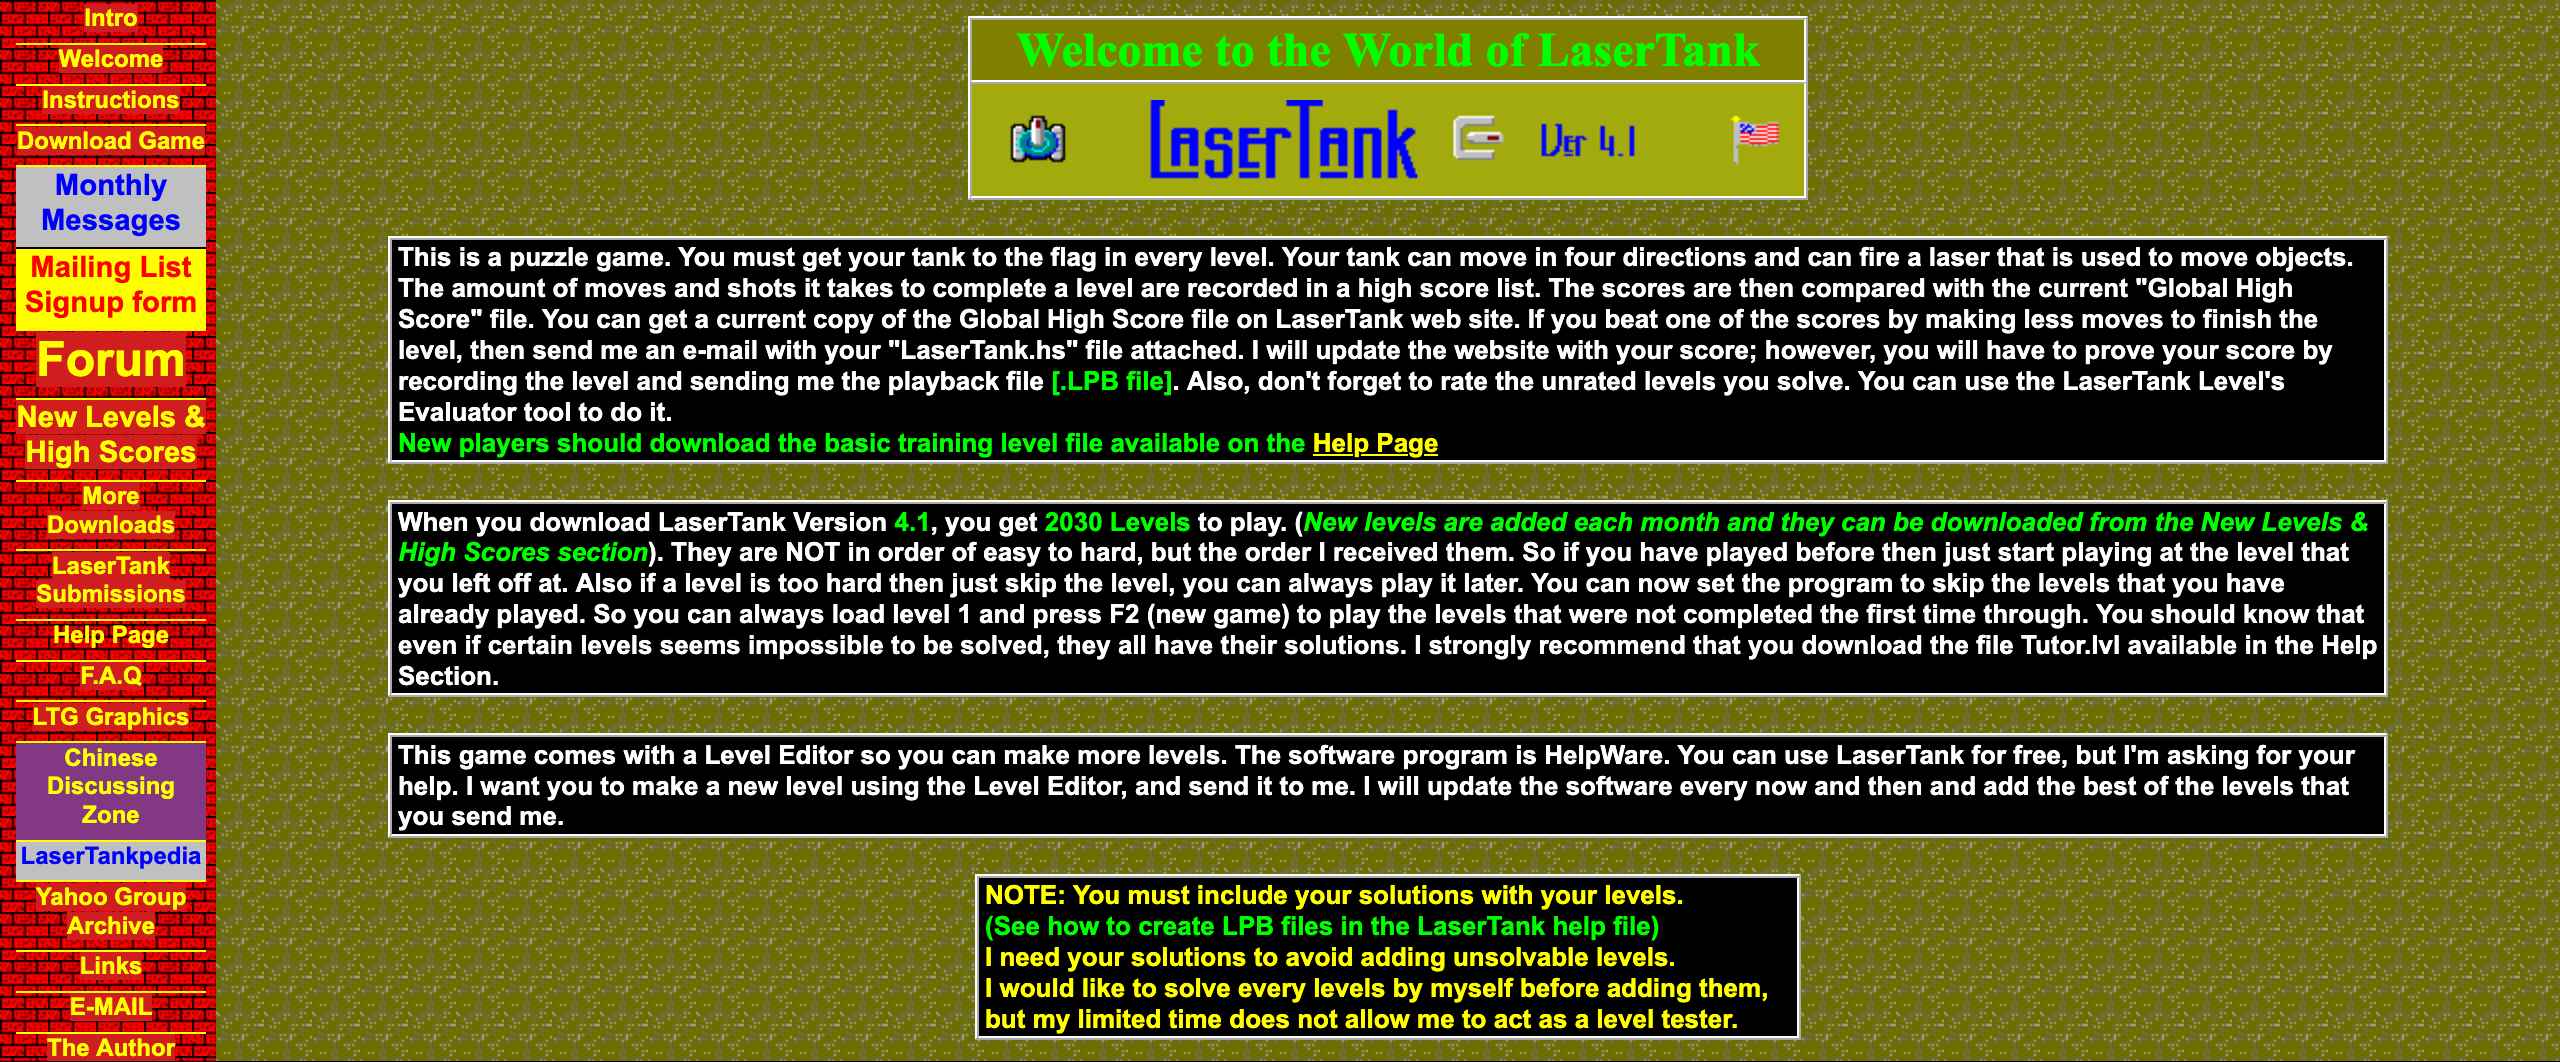 Intro
Welcome
Instructions
Download Game
Monthly
Messages
Mailing List
Signup form
Forum
New Levels &
High Scores
More
Downloads
LaserTank
Submissions
Help Page
F.A.Q
LTG Graphics
Chinese
Discussing
Zone
LaserTankpedia
Yahoo Group
Archive
Links
E-MAIL
The Author
Welcome to the World of LaserTank
LaserTank Ver 4.1
This is a puzzle game. You must get your tank to the flag in every level. Your tank can move in four directions and can fire a laser that is used to move objects.
The amount of moves and shots it takes to complete a level are recorded in a high score list. The scores are then compared with the current "Global High
Score" file. You can get a current copy of the Global High Score file on LaserTank web site. If you beat one of the scores by making less moves to finish the
level, then send me an e-mail with your "LaserTank.hs" file attached. I will update the website with your score; however, you will have to prove your score by
recording the level and sending me the playback file [.LPB file]. Also, don't forget to rate the unrated levels you solve. You can use the LaserTank Level's
Evaluator tool to do it.
New players should download the basic training level file available on the Help Page
When you download LaserTank Version 4.1, you get 2030 Levels to play. (New levels are added each month and they can be downloaded from the New Levels &
High Scores section). They are NOT in order of easy to hard, but the order I received them. So if you have played before then just start playing at the level that
you left off at. Also if a level is too hard then just skip the level, you can always play it later. You can now set the program to skip the levels that you have
already played. So you can always load level 1 and press F2 (new game) to play the levels that were not completed the first time through. You should know that
even if certain levels seems impossible to be solved, they all have their solutions. I strongly recommend that you download the file Tutor.lvl available in the Help
Section.
This game comes with a Level Editor so you can make more levels. The software program is HelpWare. You can use LaserTank for free, but I'm asking for your
help. I want you to make a new level using the Level Editor, and send it to me. I will update the software every now and then and add the best of the levels that
you send me.
NOTE: You must include your solutions with your levels.
(See how to create LPB files in the LaserTank help file)
I need your solutions to avoid adding unsolvable levels.
I would like to solve every levels by myself before adding them,
but my limited time does not allow me to act as a level tester.